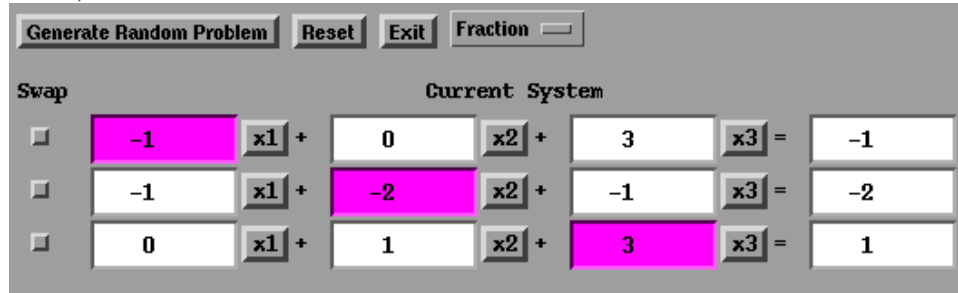 Generate Random Problem Reset Exit Fraction
Swap Current System
-1 x1 + 0 x2 + 3 x3 = -1
-1 x1 + -2 x2 + -1 x3 = -2
0 x1 + 1 x2 + 3 x3 = 1